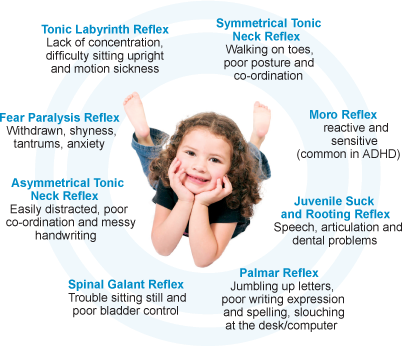 Tonic Labyrinth Reflex
Lack of concentration,
difficulty sitting upright
and motion sickness
Symmetrical Tonic
Neck Reflex
Walking on toes,
poor posture and
co-ordination
Fear Paralysis Reflex
Withdrawn, shyness,
tantrums, anxiety
Moro Reflex
reactive and
sensitive
(common in ADHD)
Asymmetrical Tonic
Neck Reflex
Easily distracted, poor
co-ordination and messy
handwriting
Juvenile Suck
and Rooting Reflex
Speech, articulation and
dental problems
Spinal Galant Reflex
Trouble sitting still and
poor bladder control
Palmar Reflex
Jumbling up letters,
poor writing expression
and spelling, slouching
at the desk/computer